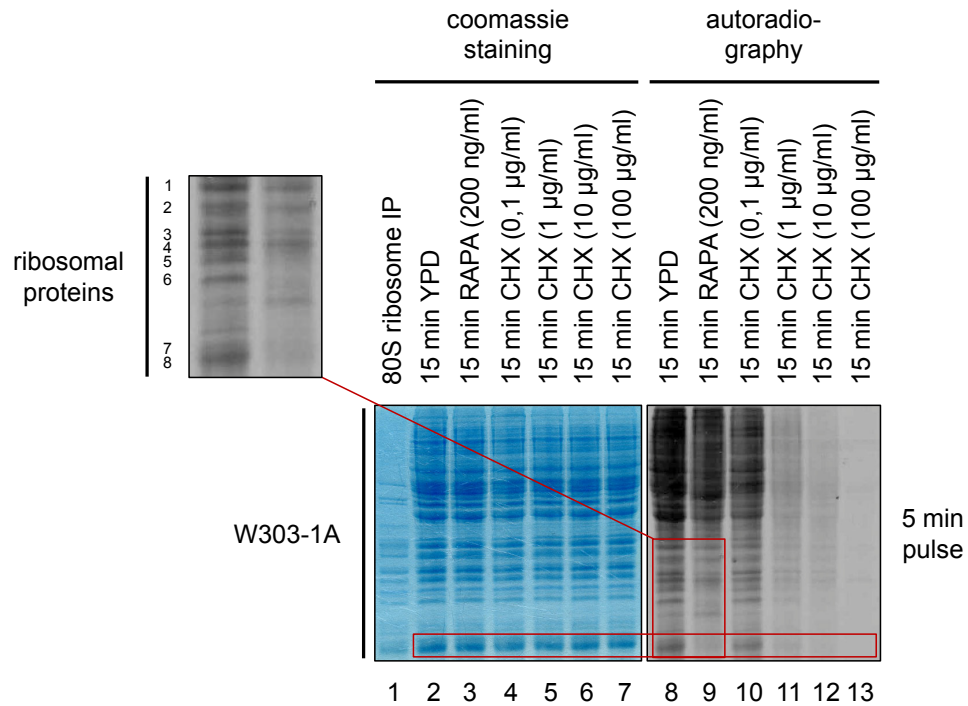 coomassie
staining
autoradio-
graphy
80S ribosome IP
15 min YPD
15 min RAPA (200 ng/ml)
15 min CHX (0,1 µg/ml)
15 min CHX (1 µg/ml)
15 min CHX (10 µg/ml)
15 min CHX (100 µg/ml)
15 min YPD
15 min RAPA (200 ng/ml)
15 min CHX (0,1 µg/ml)
15 min CHX (1 µg/ml)
15 min CHX (10 µg/ml)
15 min CHX (100 µg/ml)
ribosomal
proteins
1
2
3
4
5
6
7
8
W303-1A
5 min
pulse
1 2 3 4 5 6 7 8 9 10 11 12 13